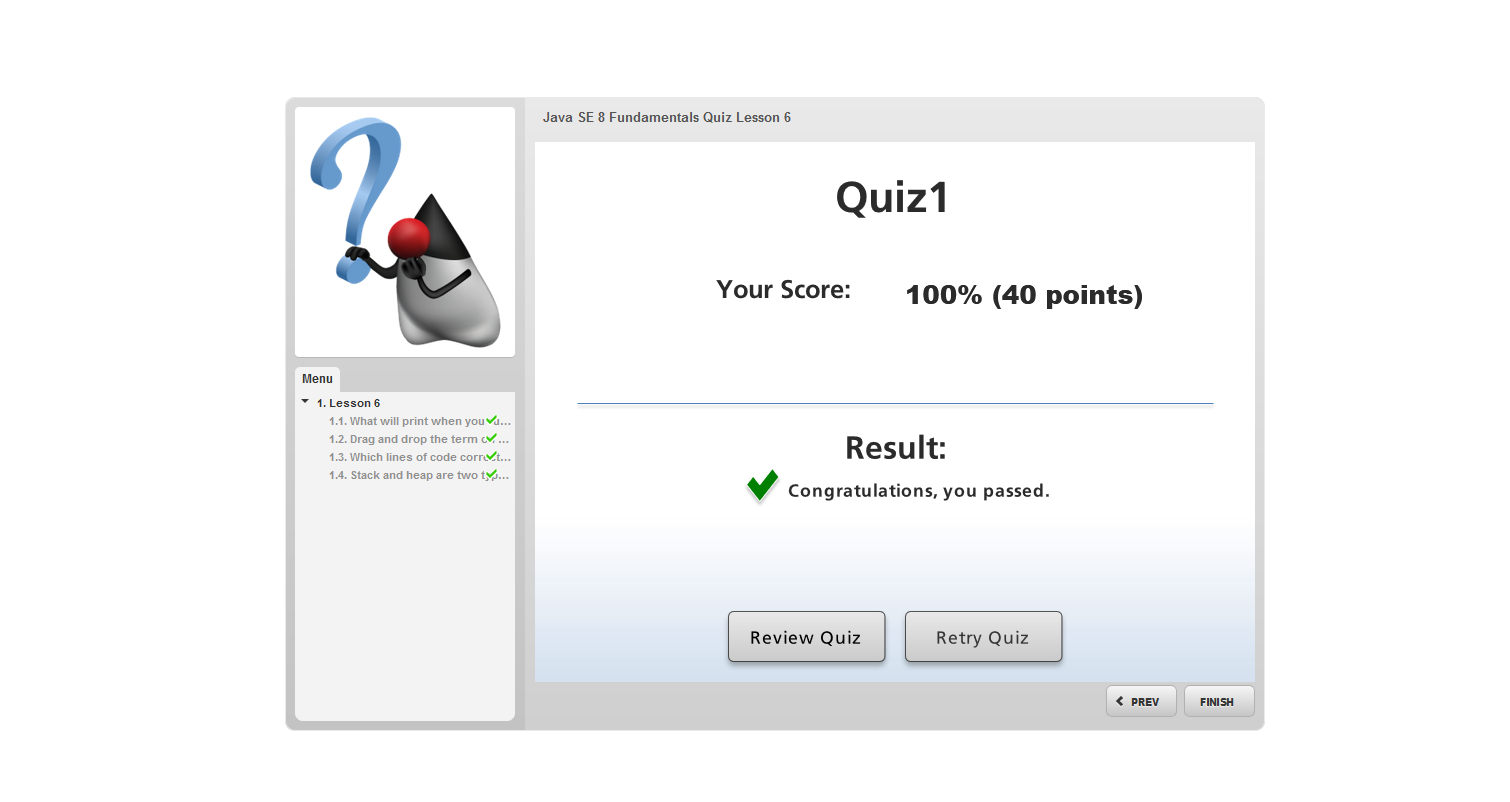 Java SE 8 Fundamentals Quiz Lesson 6
Menu
1. Lesson 6
1.1. What will print when you ...
1.2. Drag and drop the term ...
1.3. Which lines of code ...
1.4. Stack and heap are two ...
Quiz1
Your Score: 100% (40 points)
Result:
Congratulations, you passed.
Review Quiz Retry Quiz
PREV FINISH